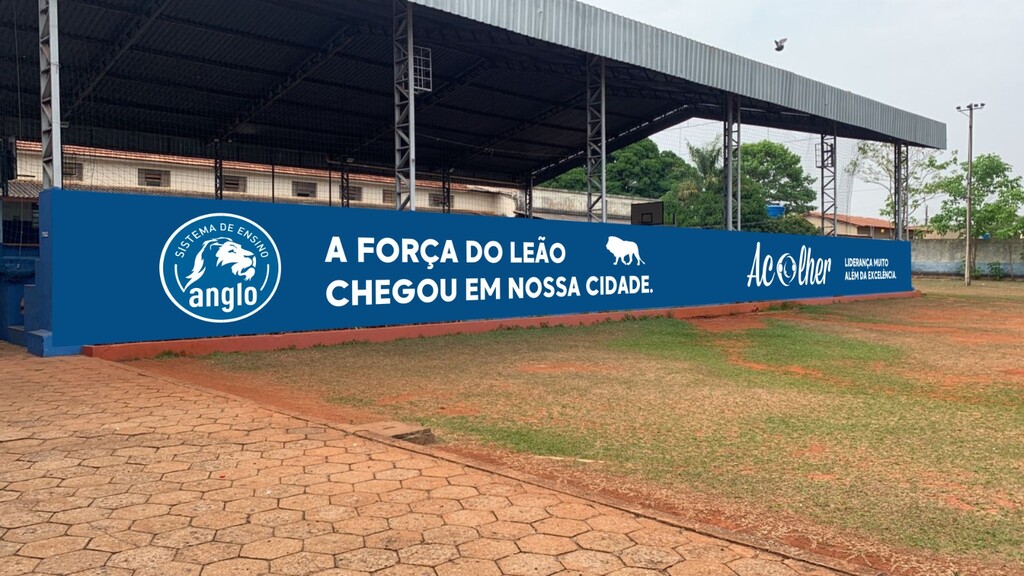 SISTEMA DE ENSINO
anglo
A FORÇA DO LEÃO
CHEGOU EM NOSSA CIDADE.
Acolher
LIDERANÇA MUITO
ALÉM DA EXCELÊNCIA.